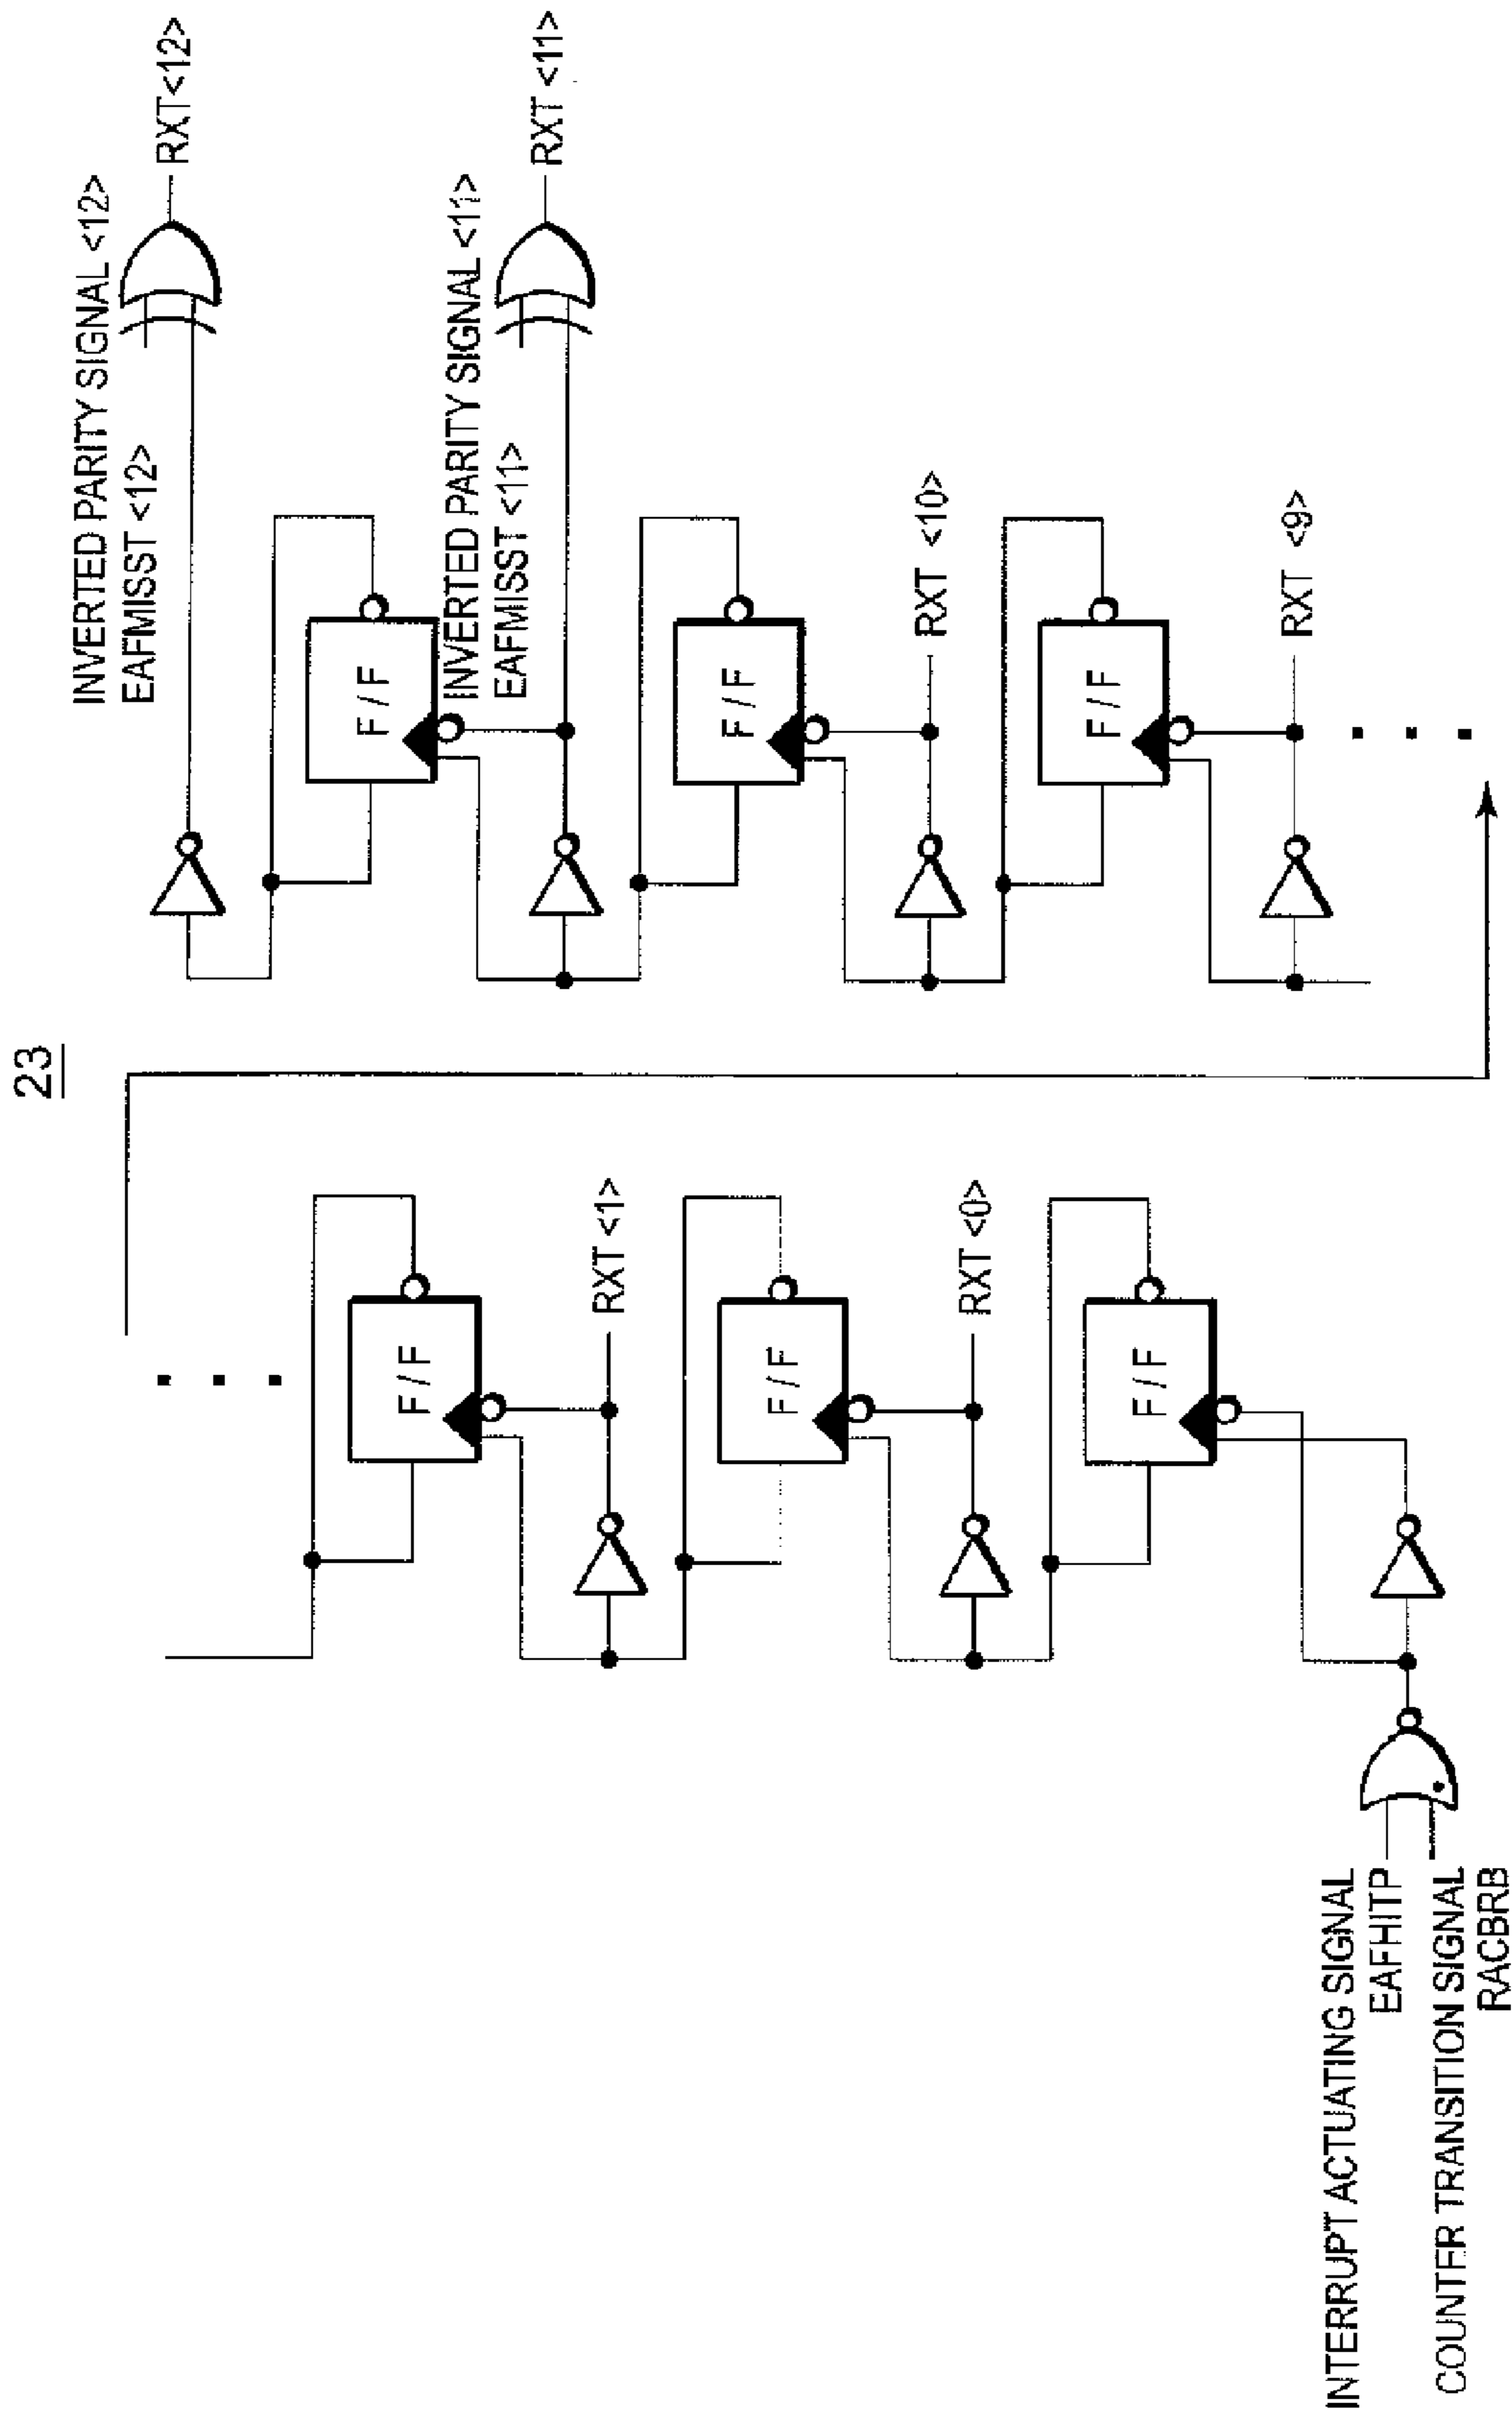 23
INVERTED PARITY SIGNAL <12>
EAFMISST <12>
RXT<12>
F/F
INVERTED PARITY SIGNAL <11>
EAFMISST <11>
RXT <11>
F/F
RXT <10>
F/F
RXT <9>
F/F
RXT <1>
F/F
RXT <0>
F/F
INTERRUPT ACTUATING SIGNAL
EAFHITP
COUNTER TRANSITION SIGNAL
RACBRB